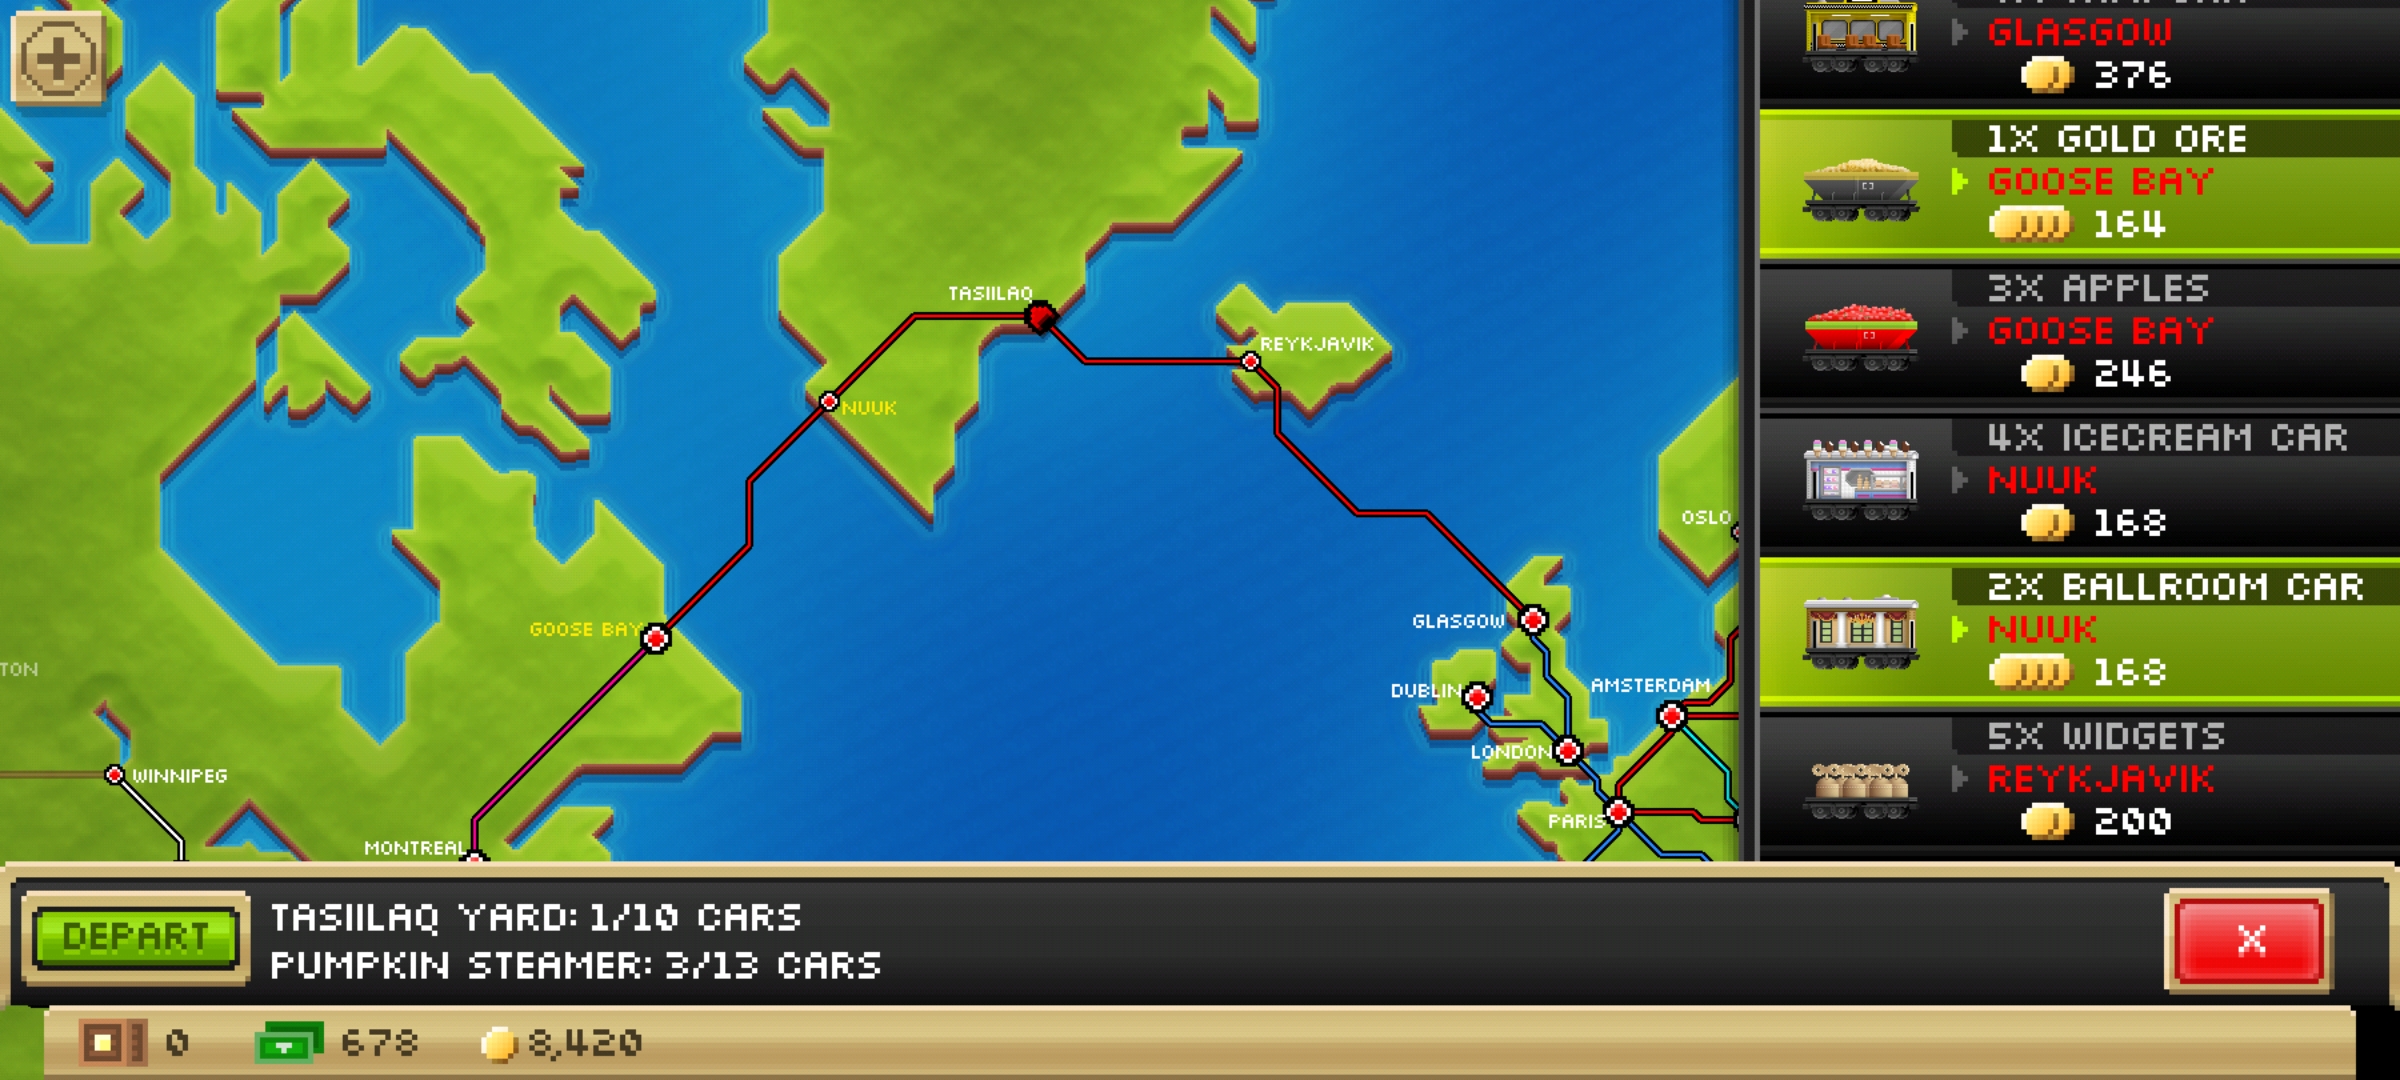 TASIILAQ
REYKJAVIK
NUUK
OSLO
GOOSE BAY
GLASGOW
TON
DUBLIN
AMSTERDAM
LONDON
WINNIPEG
PARIS
MONTREAL
GLASGOW
376
1X GOLD ORE
GOOSE BAY
164
3X APPLES
GOOSE BAY
246
4X ICECREAM CAR
NUUK
168
2X BALLROOM CAR
NUUK
168
5X WIDGETS
REYKJAVIK
200
DEPART
TASIILAQ YARD: 1/10 CARS
PUMPKIN STEAMER: 3/13 CARS
X
0
678
8,420